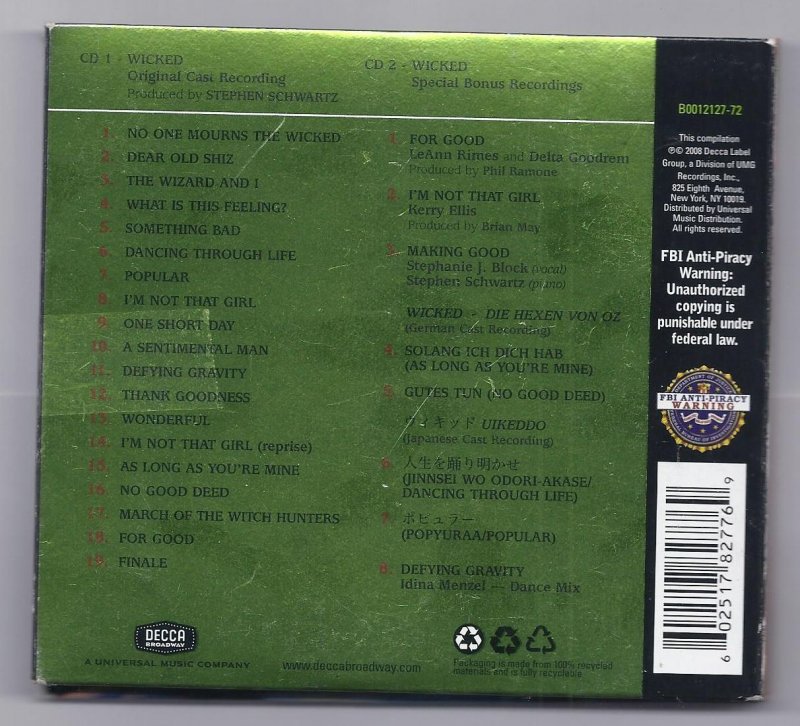 CD 1 - WICKED
Original Cast Recording
Produced by STEPHEN SCHWARTZ
1. NO ONE MOURNS THE WICKED
2. DEAR OLD SHIZ
3. THE WIZARD AND I
4. WHAT IS THIS FEELING?
5. SOMETHING BAD
6. DANCING THROUGH LIFE
7. POPULAR
8. I'M NOT THAT GIRL
9. ONE SHORT DAY
10. A SENTIMENTAL MAN
11. DEFYING GRAVITY
12. THANK GOODNESS
13. WONDERFUL
14. I'M NOT THAT GIRL (reprise)
15. AS LONG AS YOU'RE MINE
16. NO GOOD DEED
17. MARCH OF THE WITCH HUNTERS
18. FOR GOOD
19. FINALE
DECCA
BROADWAY
A UNIVERSAL MUSIC COMPANY
CD 2 - WICKED
Special Bonus Recordings
1. FOR GOOD
LeAnn Rimes and Delta Goodrem
Produced by Phil Ramone
2. I'M NOT THAT GIRL
Kerry Ellis
Produced by Brian May
3. MAKING GOOD
Stephanie J. Block (vocal)
Stephen Schwartz (piano)
WICKED - DIE HEXEN VON OZ
(German Cast Recording)
4. SOLANG ICH DICH HAB
(AS LONG AS YOU'RE MINE)
5. GUTES TUN (NO GOOD DEED)
ウィキッド UIKEDDO
(Japanese Cast Recording)
6. 人生を踊り明かせ
(JINNSEI WO ODORI-AKASE/
DANCING THROUGH LIFE)
7. ポピュラー
(POPYURAA/POPULAR)
8. DEFYING GRAVITY
Idina Menzel — Dance Mix
www.deccabroadway.com
Packaging is made from 100% recycled
materials and is fully recyclable
B0012127-72
This compilation
℗© 2008 Decca Label
Group, a Division of UMG
Recordings, Inc.,
825 Eighth Avenue,
New York, NY 10019.
Distributed by Universal
Music Distribution.
All rights reserved.
FBI Anti-Piracy
Warning:
Unauthorized
copying is
punishable under
federal law.
FBI ANTI-PIRACY
WARNING
6 02517 82776 9